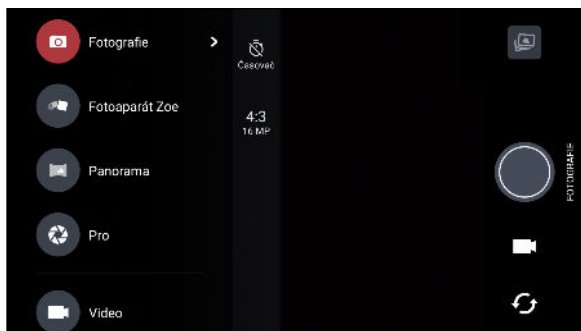 Fotografie
Časovač
Fotoaparát Zoe
4:3
16 MP
Panorama
Pro
Video
FOTOGRAFIE